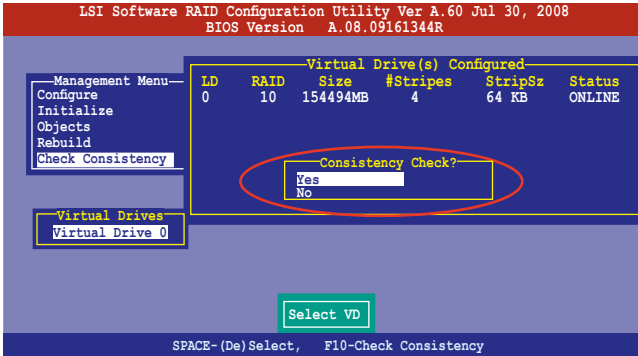 LSI Software RAID Configuration Utility Ver A.60 Jul 30, 2008
BIOS Version A.08.09161344R
Virtual Drive(s) Configured
LD RAID Size #Stripes StripSz Status
0 10 154494MB 4 64 KB ONLINE
Management Menu
Configure
Initialize
Objects
Rebuild
Check Consistency
Consistency Check?
Yes
No
Virtual Drives
Virtual Drive 0
Select VD
SPACE-(De)Select, F10-Check Consistency